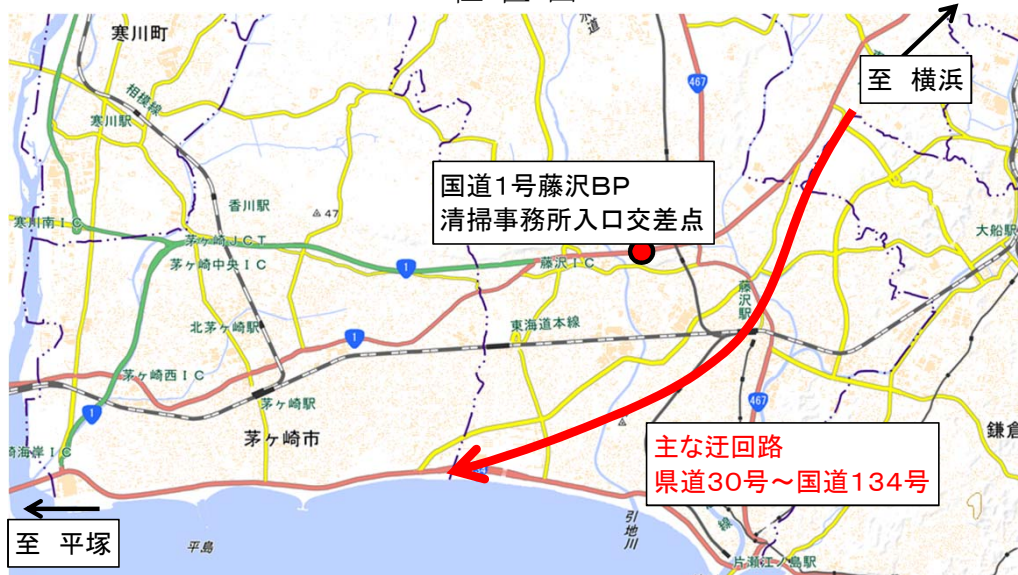 寒川町
水道
467
至 横浜
相模線
寒川駅
国道1号藤沢BP
清掃事務所入口交差点
香川駅
47
寒川南IC
茅ヶ崎JCT
大船駅
茅ヶ崎中央IC
1
藤沢IC
藤沢駅
北茅ヶ崎駅
東海道本線
1
茅ヶ崎西IC
467
茅ヶ崎駅
1
茅ヶ崎市
主な迂回路
県道30号～国道134号
鎌倉
崎海岸IC
引地川
線
至 平塚
平島
片瀬江ノ島駅